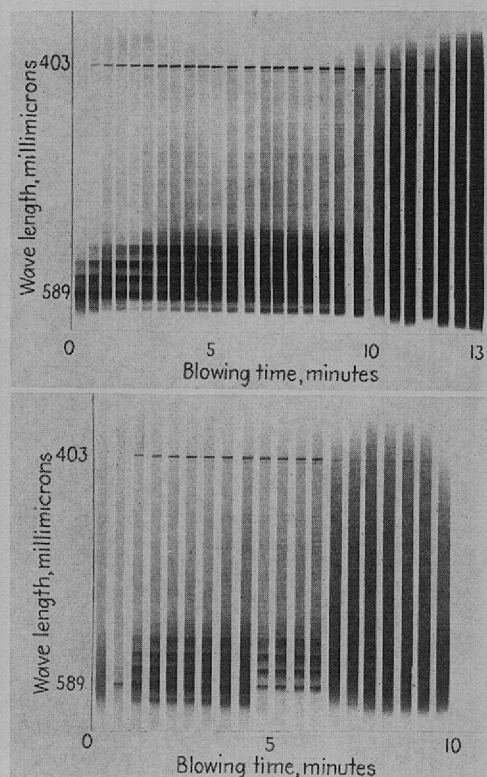 Wave length, millimicrons
403
589
0 5 10 13
Blowing time, minutes
Wave length, millimicrons
403
589
0 5 10
Blowing time, minutes